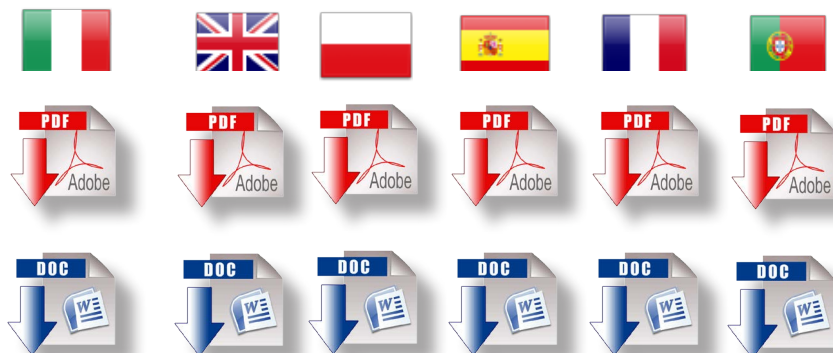 PDF PDF PDF PDF PDF PDF
Adobe Adobe Adobe Adobe Adobe Adobe
DOC DOC DOC DOC DOC DOC
W W W W W W